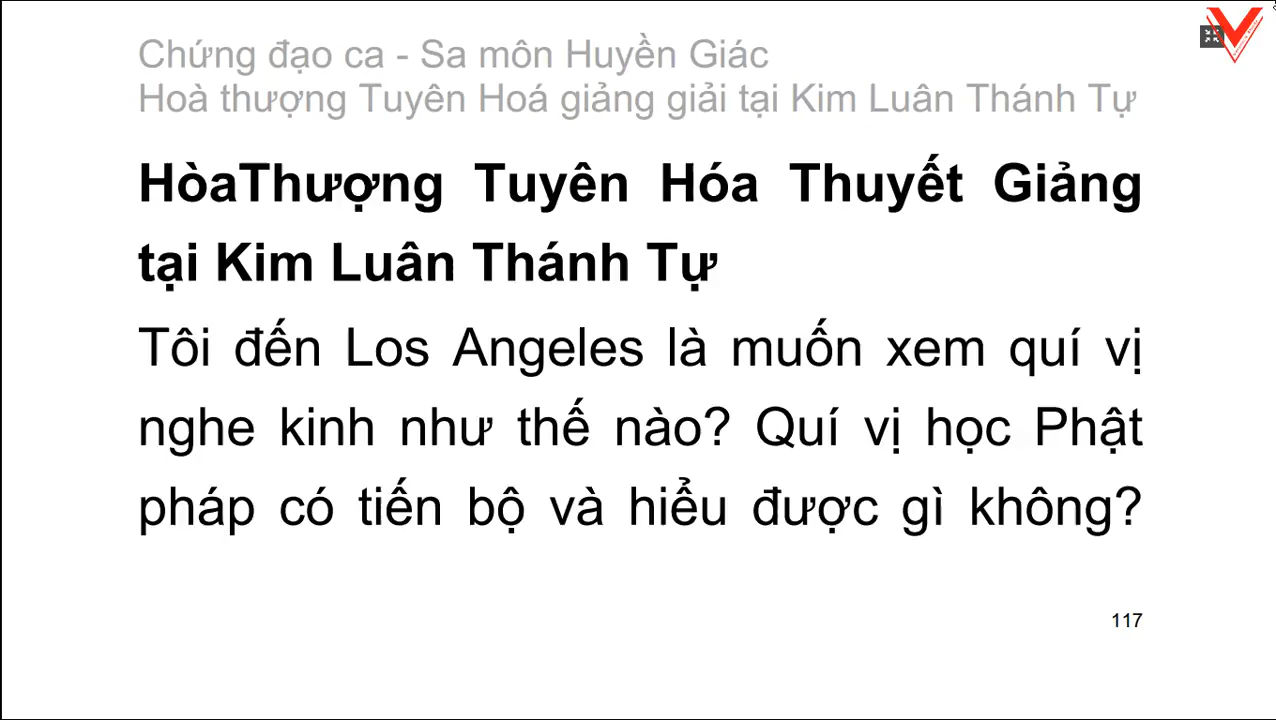 Chứng đạo ca - Sa môn Huyền Giác
Hoà thượng Tuyên Hoá giảng giải tại Kim Luân Thánh Tự
HòaThượng Tuyên Hóa Thuyết Giảng
tại Kim Luân Thánh Tự
Tôi đến Los Angeles là muốn xem quí vị
nghe kinh như thế nào? Quí vị học Phật
pháp có tiến bộ và hiểu được gì không?
117